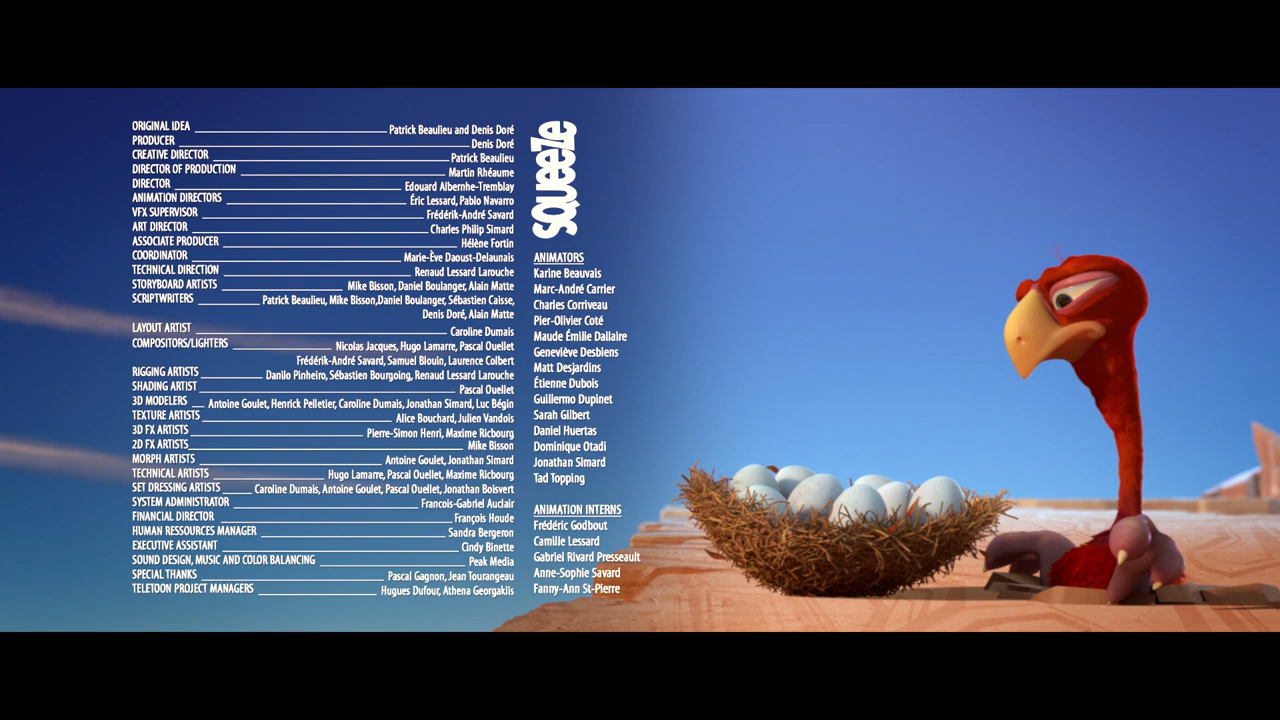 ORIGINAL IDEA Patrick Beaulieu and Denis Doré
PRODUCER Denis Doré
CREATIVE DIRECTOR Patrick Beaulieu
DIRECTOR OF PRODUCTION Martin Rhéaume
DIRECTOR Edouard Albernhe-Tremblay
ANIMATION DIRECTORS Éric Lessard, Pablo Navarro
VFX SUPERVISOR Frédérik-André Savard
ART DIRECTOR Charles Philip Simard
ASSOCIATE PRODUCER Hélène Fortin
COORDINATOR Marie-Ève Daoust-Delaunais
TECHNICAL DIRECTION Renaud Lessard Larouche
STORYBOARD ARTISTS Mike Bisson, Daniel Boulanger, Alain Matte
SCRIPTWRITERS Patrick Beaulieu, Mike Bisson,Daniel Boulanger, Sébastien Caisse,
Denis Doré, Alain Matte
LAYOUT ARTIST Caroline Dumais
COMPOSITORS/LIGHTERS Nicolas Jacques, Hugo Lamarre, Pascal Ouellet
Frédérik-André Savard, Samuel Blouin, Laurence Colbert
RIGGING ARTISTS Danilo Pinheiro, Sébastien Bourgoing, Renaud Lessard Larouche
SHADING ARTIST Pascal Ouellet
3D MODELERS Antoine Goulet, Henrick Pelletier, Caroline Dumais, Jonathan Simard, Luc Bégin
TEXTURE ARTISTS Alice Bouchard, Julien Vandois
3D FX ARTISTS Pierre-Simon Henri, Maxime Ricbourg
2D FX ARTISTS Mike Bisson
MORPH ARTISTS Antoine Goulet, Jonathan Simard
TECHNICAL ARTISTS Hugo Lamarre, Pascal Ouellet, Maxime Ricbourg
SET DRESSING ARTISTS Caroline Dumais, Antoine Goulet, Pascal Ouellet, Jonathan Boisvert
SYSTEM ADMINISTRATOR Francois-Gabriel Auclair
FINANCIAL DIRECTOR François Houde
HUMAN RESSOURCES MANAGER Sandra Bergeron
EXECUTIVE ASSISTANT Cindy Binette
SOUND DESIGN, MUSIC AND COLOR BALANCING Peak Media
SPECIAL THANKS Pascal Gagnon, Jean Tourangeau
TELETOON PROJECT MANAGERS Hugues Dufour, Athena Georgaklis
squeeze
ANIMATORS
Karine Beauvais
Marc-André Carrier
Charles Corriveau
Pier-Olivier Coté
Maude Émilie Dallaire
Geneviève Desbiens
Matt Desjardins
Étienne Dubois
Guillermo Dupinet
Sarah Gilbert
Daniel Huertas
Dominique Otadi
Jonathan Simard
Tad Topping
ANIMATION INTERNS
Frédéric Godbout
Camille Lessard
Gabriel Rivard Presseault
Anne-Sophie Savard
Fanny-Ann St-Pierre